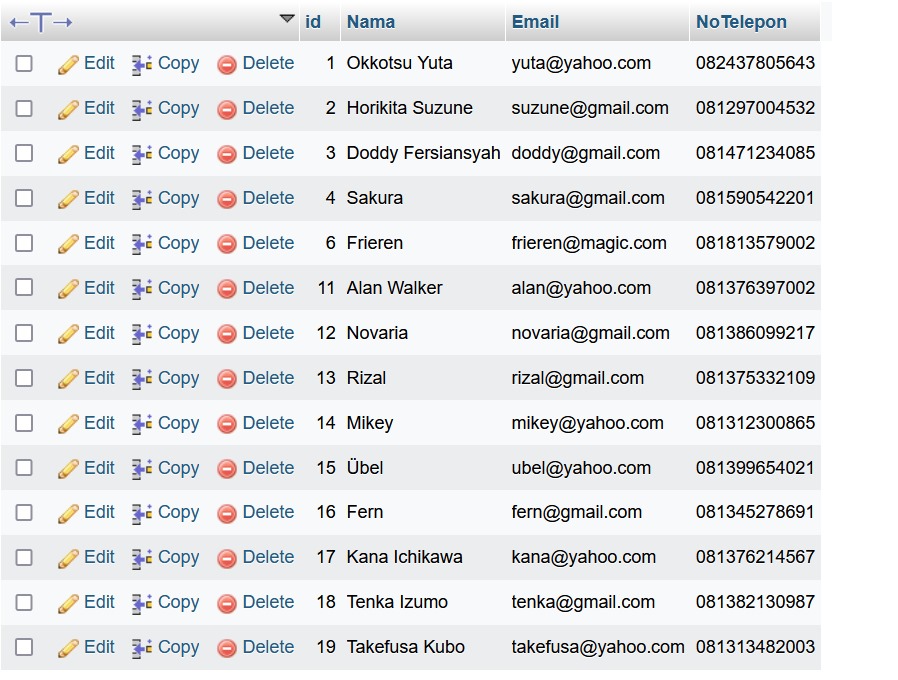 id Nama Email NoTelepon
Edit Copy Delete 1 Okkotsu Yuta yuta@yahoo.com 082437805643
Edit Copy Delete 2 Horikita Suzune suzune@gmail.com 081297004532
Edit Copy Delete 3 Doddy Fersiansyah doddy@gmail.com 081471234085
Edit Copy Delete 4 Sakura sakura@gmail.com 081590542201
Edit Copy Delete 6 Frieren frieren@magic.com 081813579002
Edit Copy Delete 11 Alan Walker alan@yahoo.com 081376397002
Edit Copy Delete 12 Novaria novaria@gmail.com 081386099217
Edit Copy Delete 13 Rizal rizal@gmail.com 081375332109
Edit Copy Delete 14 Mikey mikey@yahoo.com 081312300865
Edit Copy Delete 15 Übel ubel@yahoo.com 081399654021
Edit Copy Delete 16 Fern fern@gmail.com 081345278691
Edit Copy Delete 17 Kana Ichikawa kana@yahoo.com 081376214567
Edit Copy Delete 18 Tenka Izumo tenka@gmail.com 081382130987
Edit Copy Delete 19 Takefusa Kubo takefusa@yahoo.com 081313482003